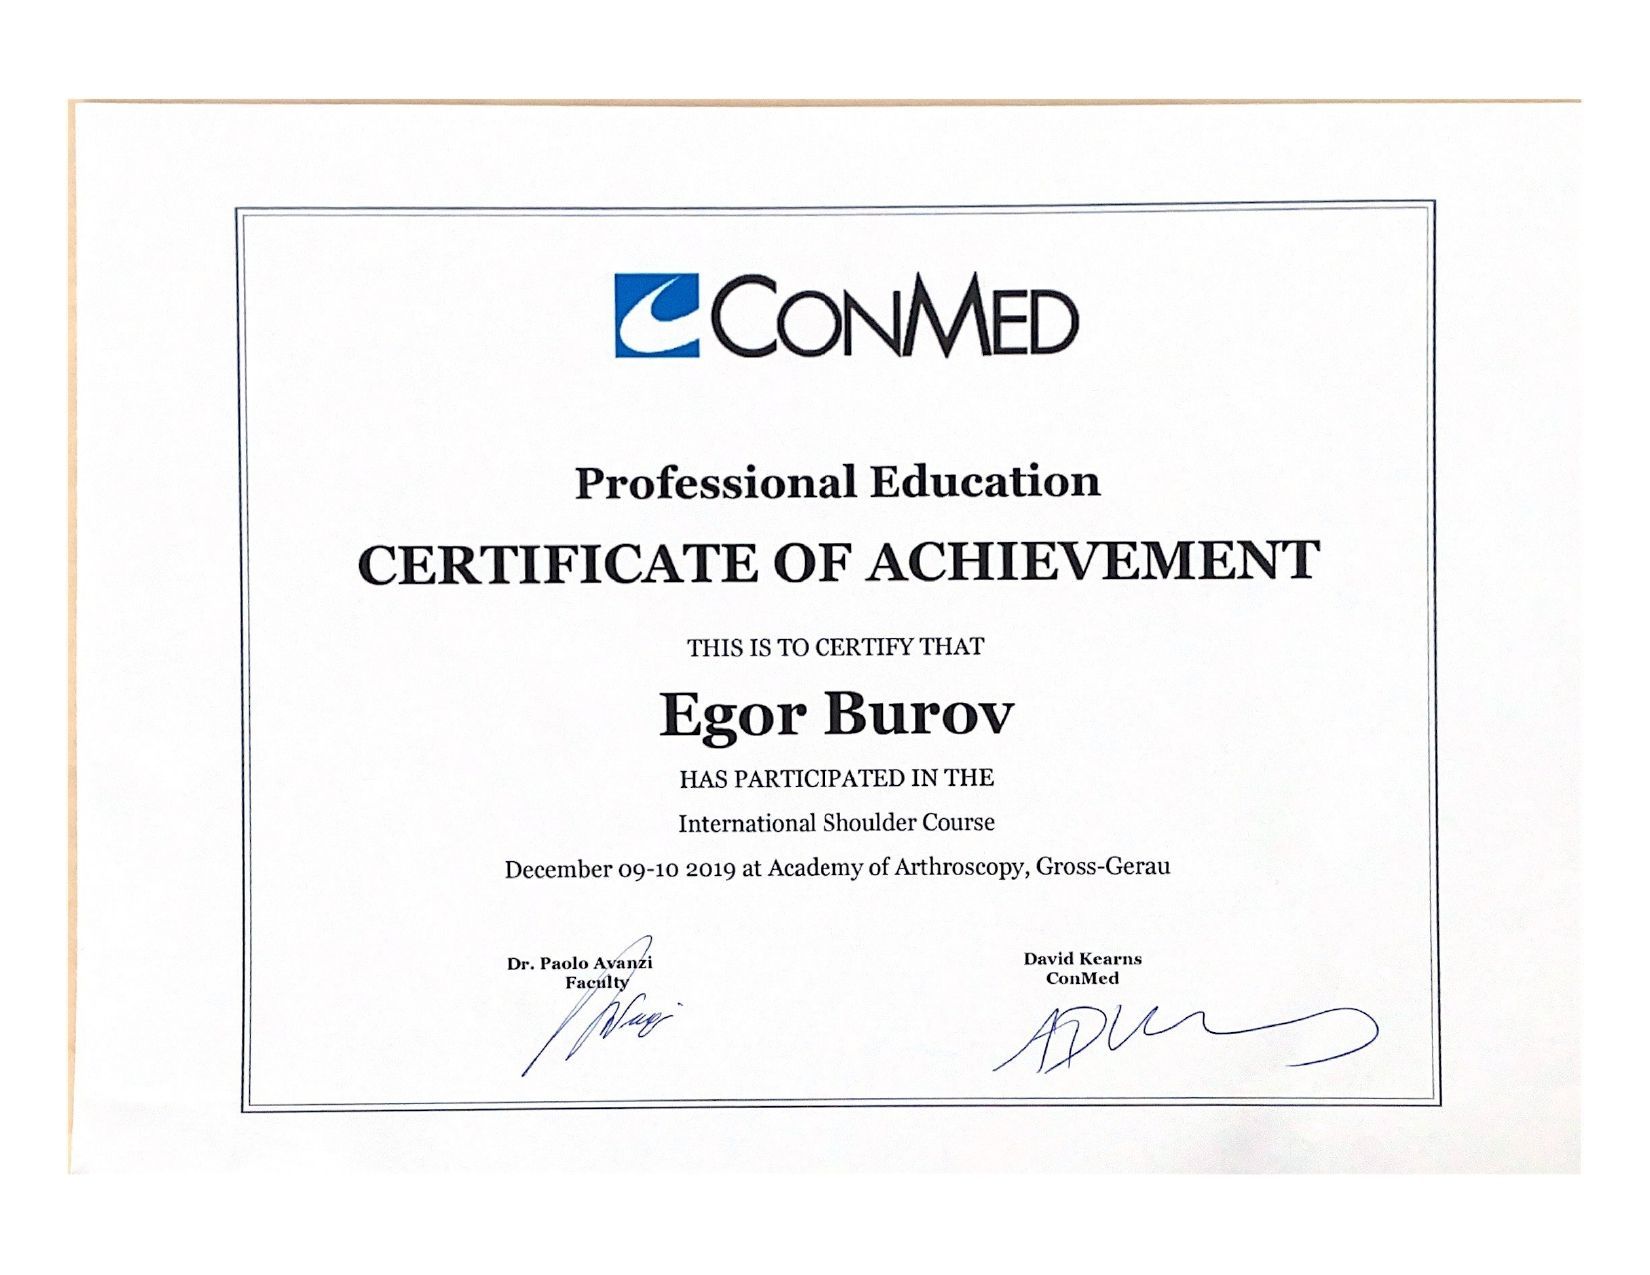 CONMED
Professional Education
CERTIFICATE OF ACHIEVEMENT
THIS IS TO CERTIFY THAT
Egor Burov
HAS PARTICIPATED IN THE
International Shoulder Course
December 09-10 2019 at Academy of Arthroscopy, Gross-Gerau
Dr. Paolo Avanzi
Faculty
David Kearns
ConMed